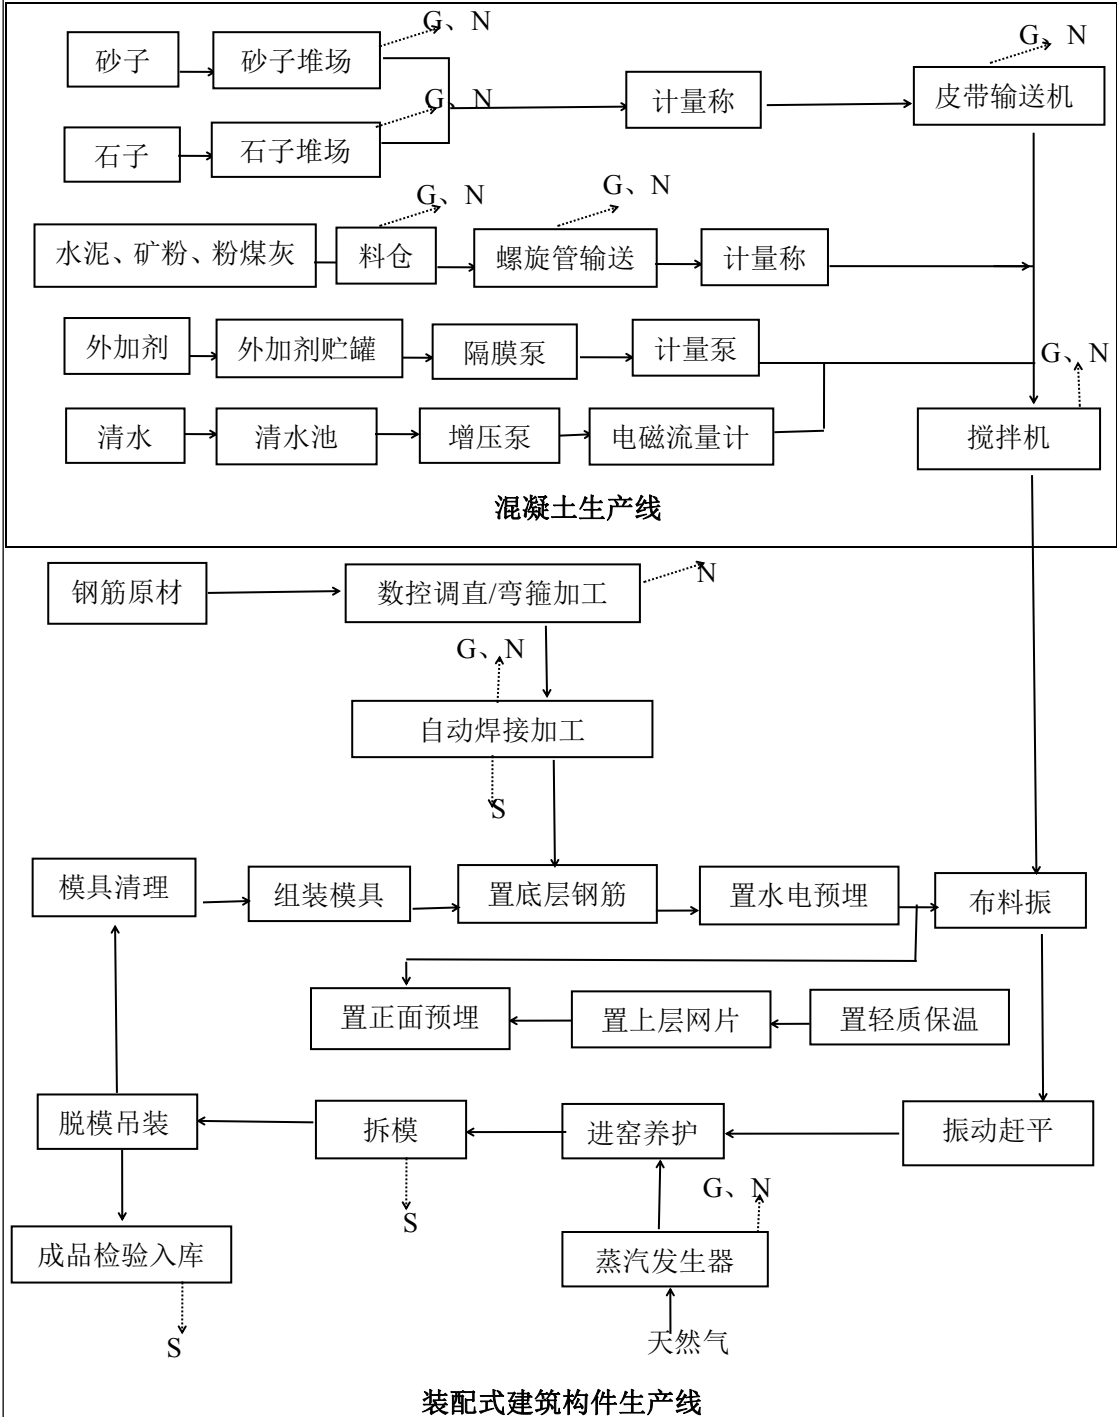 G、N
G、N
砂子
砂子堆场
G、N
计量称
皮带输送机
石子
石子堆场
G、N
G、N
水泥、矿粉、粉煤灰
料仓
螺旋管输送
计量称
外加剂
外加剂贮罐
隔膜泵
计量泵
G、N
清水
清水池
增压泵
电磁流量计
搅拌机
混凝土生产线
钢筋原材
数控调直/弯箍加工
N
G、N
自动焊接加工
S
模具清理
组装模具
置底层钢筋
置水电预埋
布料振
置正面预埋
置上层网片
置轻质保温
脱模吊装
拆模
进窑养护
振动赶平
G、N
S
成品检验入库
蒸汽发生器
S
天然气
装配式建筑构件生产线